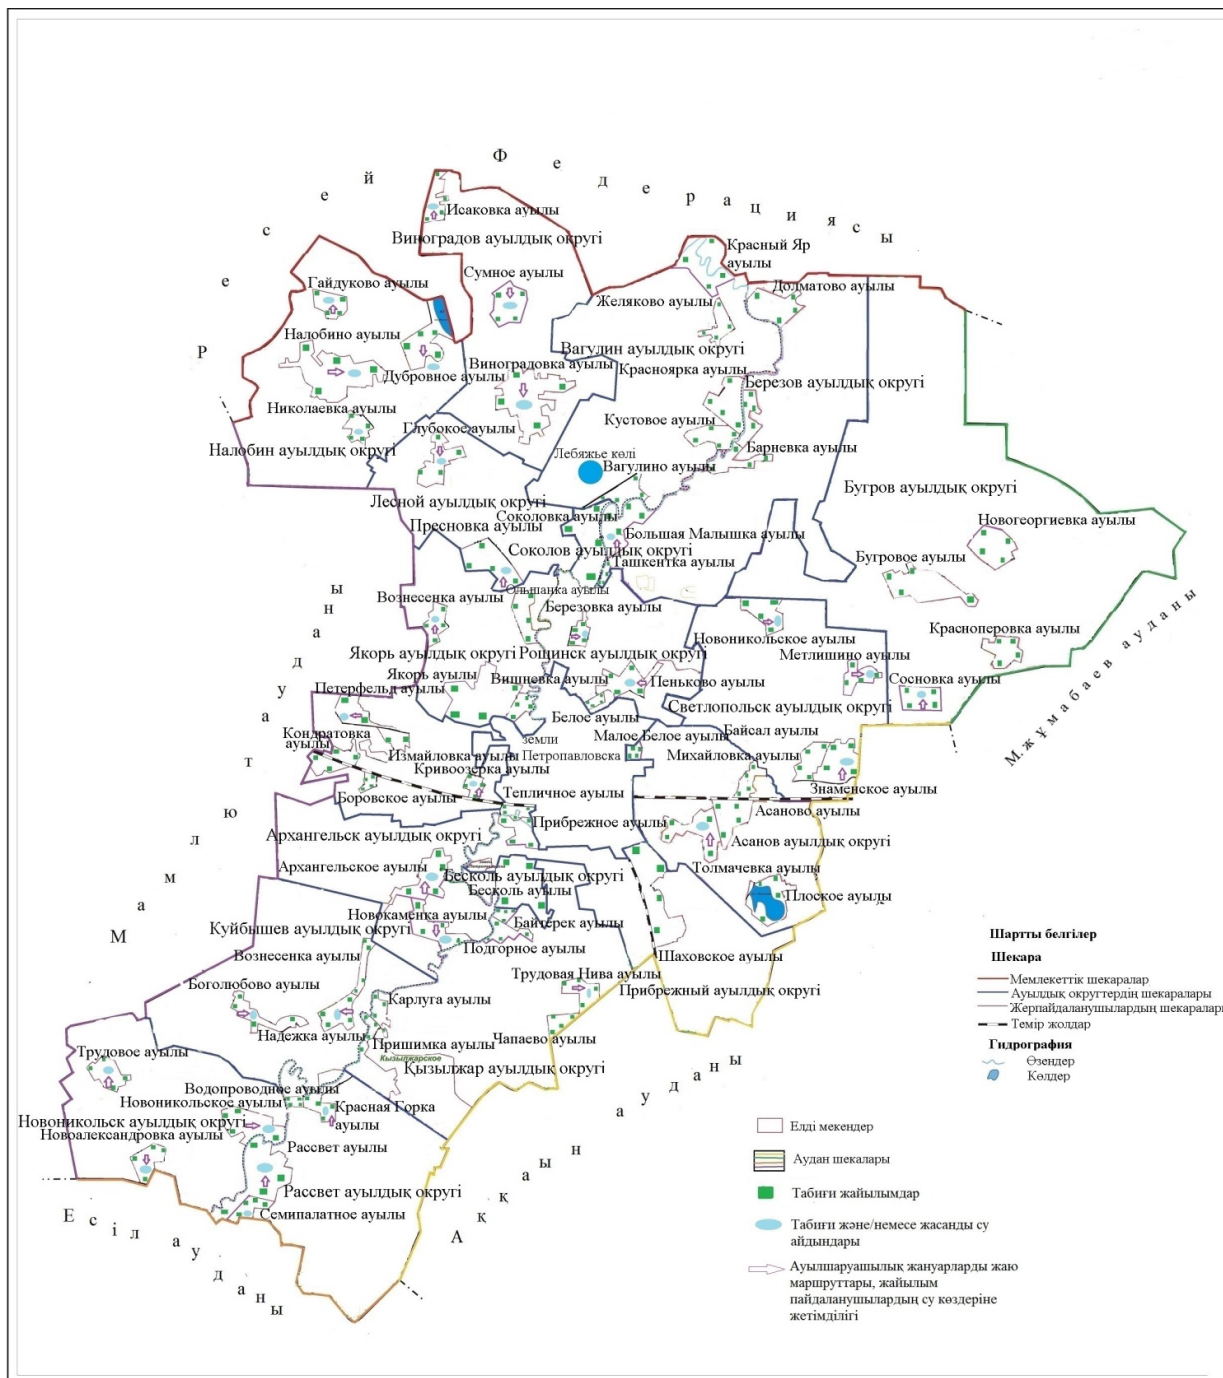 Ресей Федерациясы
Исаковка ауылы
Виноградов ауылдық округі
Красный Яр
ауылы
Сумное ауылы
Гайдуково ауылы
Долматово ауылы
Желяково ауылы
Налобино ауылы
Вагулин ауылдық округі
Виноградовка ауылы
Красноярка ауылы
Дубровное ауылы
Березов ауылдық округі
Николаевка ауылы
Кустовое ауылы
Глубокое ауылы
Налобин ауылдық округі
Барневка ауылы
Лебяжье көлі
Вагулино ауылы
Бугров ауылдық округі
Лесной ауылдық округі
Соколовка ауылы
Новогеоргиевка ауылы
Пресновка ауылы
Большая Малышка ауылы
Соколов ауылдық округі
Бугровое ауылы
Ташкентка ауылы
Ольшанка ауылы
Вознесенка ауылы
Березовка ауылы
Красноперовка ауылы
Новоникольское ауылы
Якорь ауылдық округі
Рощинск ауылдық округі
Метлишино ауылы
Якорь ауылы
Вишневка ауылы
Пеньково ауылы
Сосновка ауылы
Петерфельд ауылы
Светлопольск ауылдық округі
Белое ауылы
Кондратовка
ауылы
Малое Белое ауылы
Байсал ауылы
земли
Петропавловска
Измайловка ауылы
Михайловка ауылы
Кривоозерка ауылы
Знаменское ауылы
Боровское ауылы
Тепличное ауылы
Асаново ауылы
Прибрежное ауылы
Архангельск ауылдық округі
Асанов ауылдық округі
Архангельское ауылы
Толмачевка ауылы
Бесколь ауылдық округі
Бесколь ауылы
Плоское ауылы
Новокаменка ауылы
Байтерек ауылы
Куйбышев ауылдық округі
Подгорное ауылы
Вознесенка ауылы
Шаховское ауылы
Трудовая Нива ауылы
Боголюбово ауылы
Прибрежный ауылдық округі
Карлуга ауылы
Надежка ауылы
Чапаево ауылы
Пришимка ауылы
Трудовое ауылы
Кызылжарское
Қызылжар ауылдық округі
Водопроводное ауылы
Новоникольское ауылы
Красная Горка
ауылы
Новоникольск ауылдық округі
Новоалександровка ауылы
Рассвет ауылы
Рассвет ауылдық округі
Семипалатное ауылы
Мамлют ауданы
Есіл ауданы
Аққайын ауданы
М.жұмабаев ауданы
Шартты белгілер
Шекара
Мемлекеттік шекаралар
Ауылдық округтердің шекаралары
Жерпайдаланушылардың шекаралары
Темір жолдар
Гидрография
Өзендер
Көлдер
Елді мекендер
Аудан шекалары
Табиғи жайылымдар
Табиғи және/немесе жасанды су
айдындары
Ауылшаруашылық жануарларды жаю
маршруттары, жайылым
пайдаланушылардың су көздеріне
жетімділігі